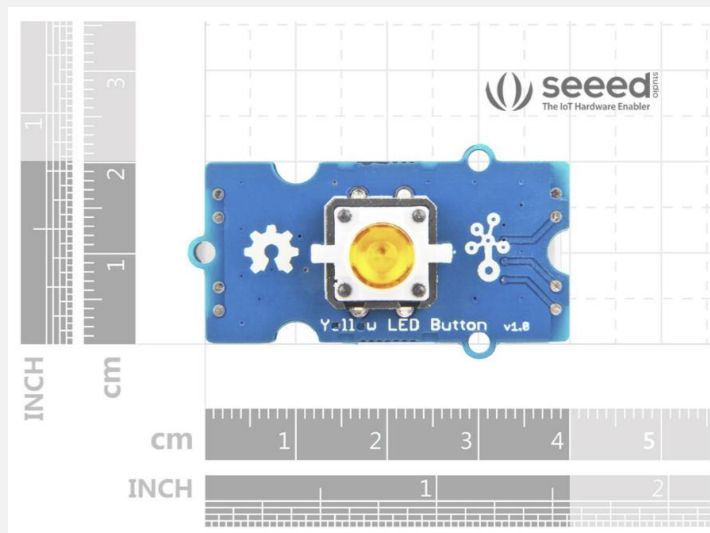 seeed
studio
The IoT Hardware Enabler
3
1
2
1
Yellow LED Button v1.0
INCH
cm
cm 1 2 3 4 5
INCH 1 2